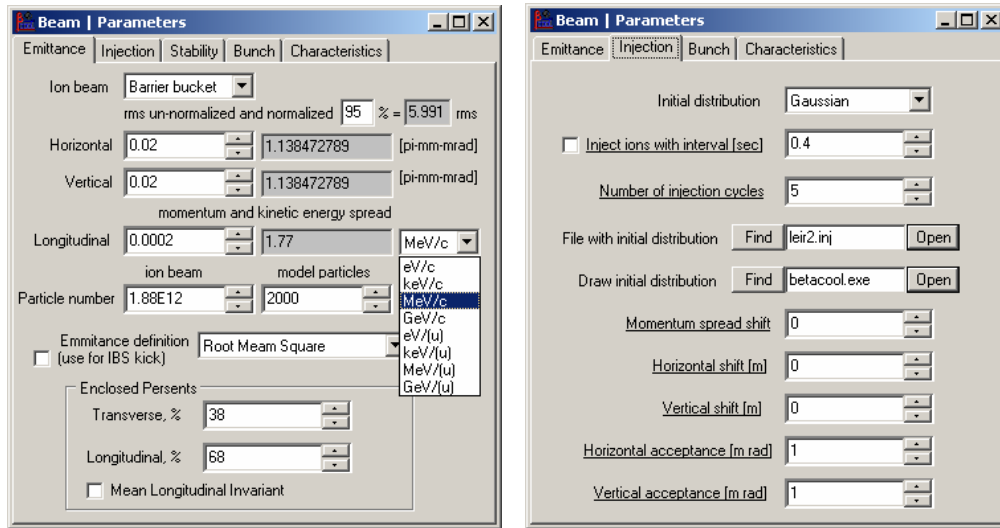 Beam | Parameters
Emittance Injection Stability Bunch Characteristics
Ion beam Barrier bucket
rms un-normalized and normalized 95 % = 5.991 rms
Horizontal 0.02 1.138472789 [pi-mm-mrad]
Vertical 0.02 1.138472789 [pi-mm-mrad]
momentum and kinetic energy spread
Longitudinal 0.0002 1.77 MeV/c
eV/c
keV/c
MeV/c
GeV/c
eV/(u)
keV/(u)
MeV/(u)
GeV/(u)
ion beam model particles
Particle number 1.88E12 2000
Emmitance definition
(use for IBS kick) Root Meam Square
Enclosed Persents
Transverse, % 38
Longitudinal, % 68
Mean Longitudinal Invariant
Beam | Parameters
Emittance Injection Bunch Characteristics
Initial distribution Gaussian
Inject ions with interval [sec] 0.4
Number of injection cycles 5
File with initial distribution Find leir2.inj Open
Draw initial distribution Find betacool.exe Open
Momentum spread shift 0
Horizontal shift [m] 0
Vertical shift [m] 0
Horizontal acceptance [m rad] 1
Vertical acceptance [m rad] 1